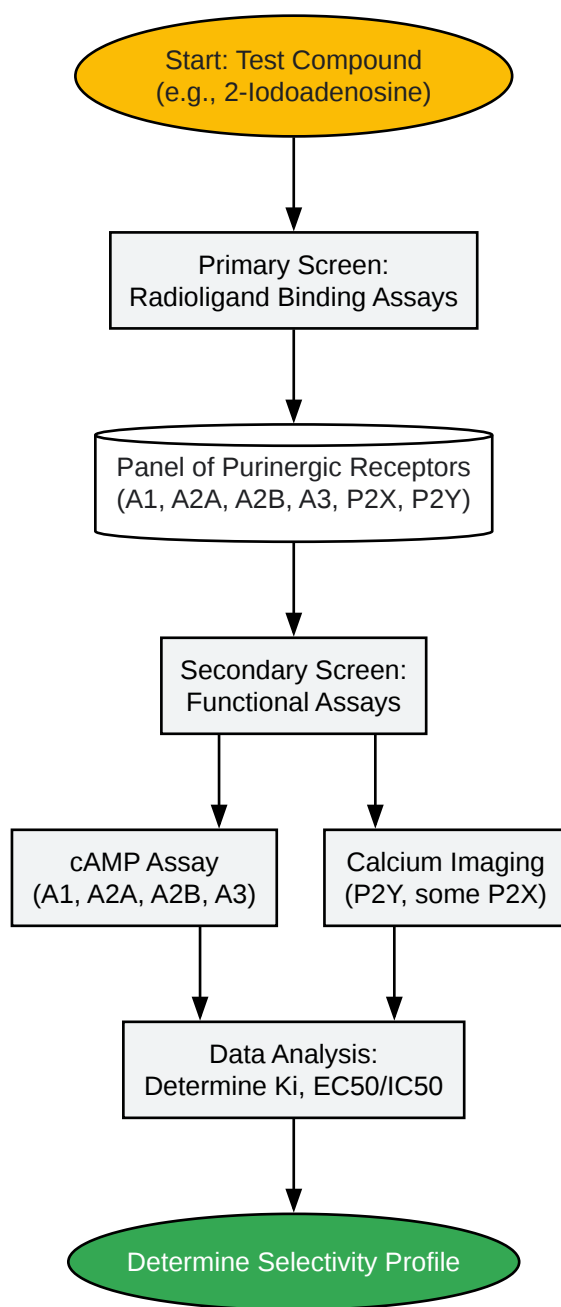 Start: Test Compound
(e.g., 2-Iodoadenosine)
Primary Screen:
Radioligand Binding Assays
Panel of Purinergic Receptors
(A1, A2A, A2B, A3, P2X, P2Y)
Secondary Screen:
Functional Assays
cAMP Assay
(A1, A2A, A2B, A3)
Calcium Imaging
(P2Y, some P2X)
Data Analysis:
Determine Ki, EC50/IC50
Determine Selectivity Profile